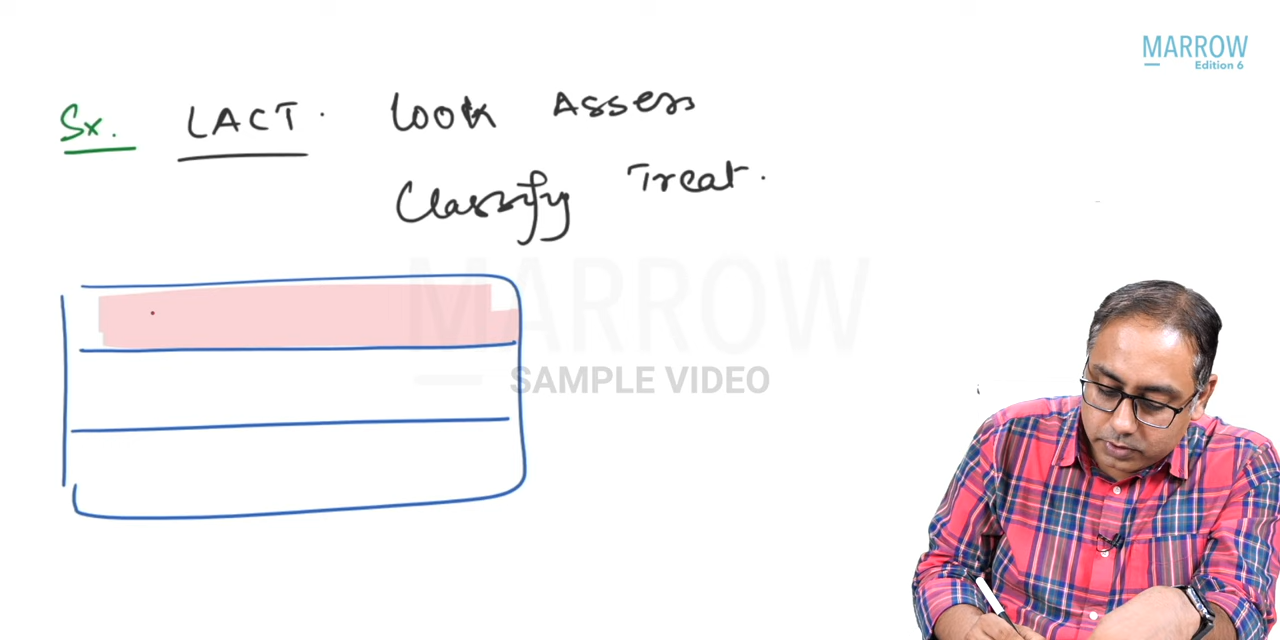 MARROW
Edition 6
Sx. LACT. Look Assess
Classify Treat.
MARROW
SAMPLE VIDEO